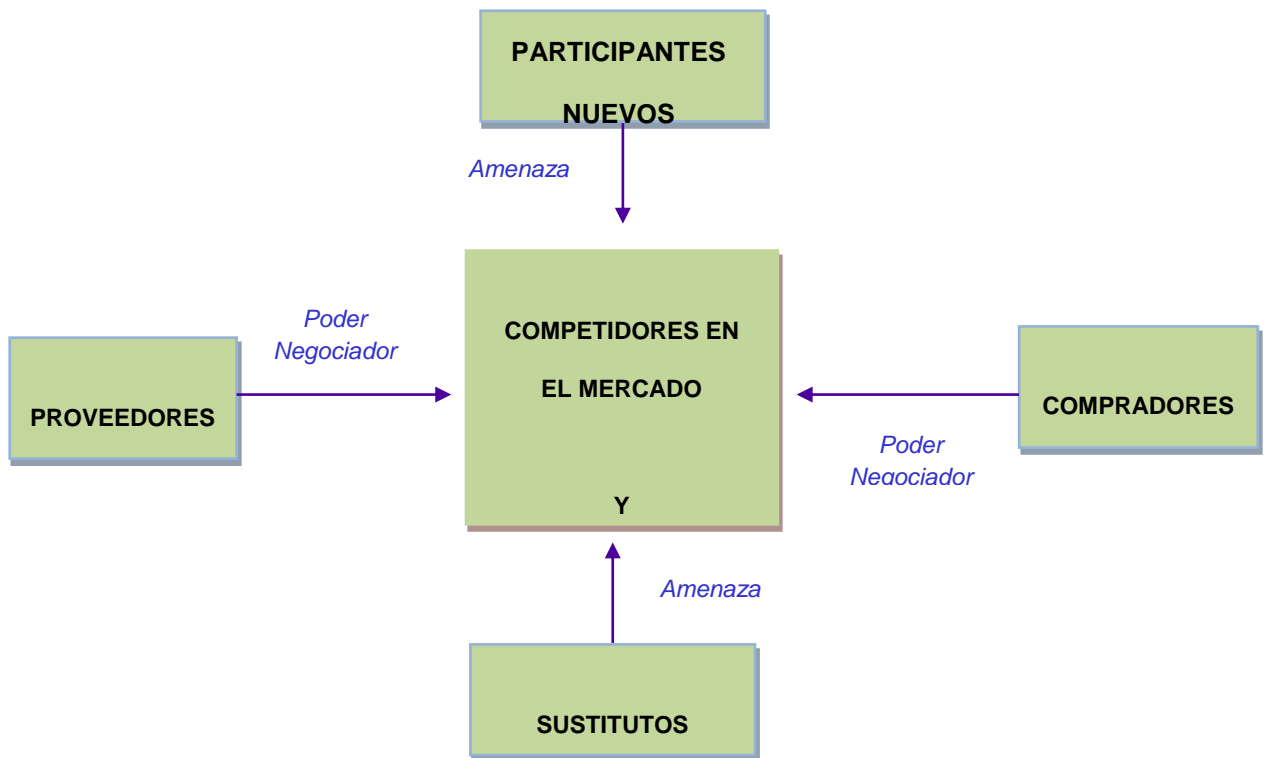 PARTICIPANTES
NUEVOS
Amenaza
Poder
Negociador
COMPETIDORES EN
EL MERCADO
Y
PROVEEDORES
COMPRADORES
Poder
Negociador
Amenaza
SUSTITUTOS